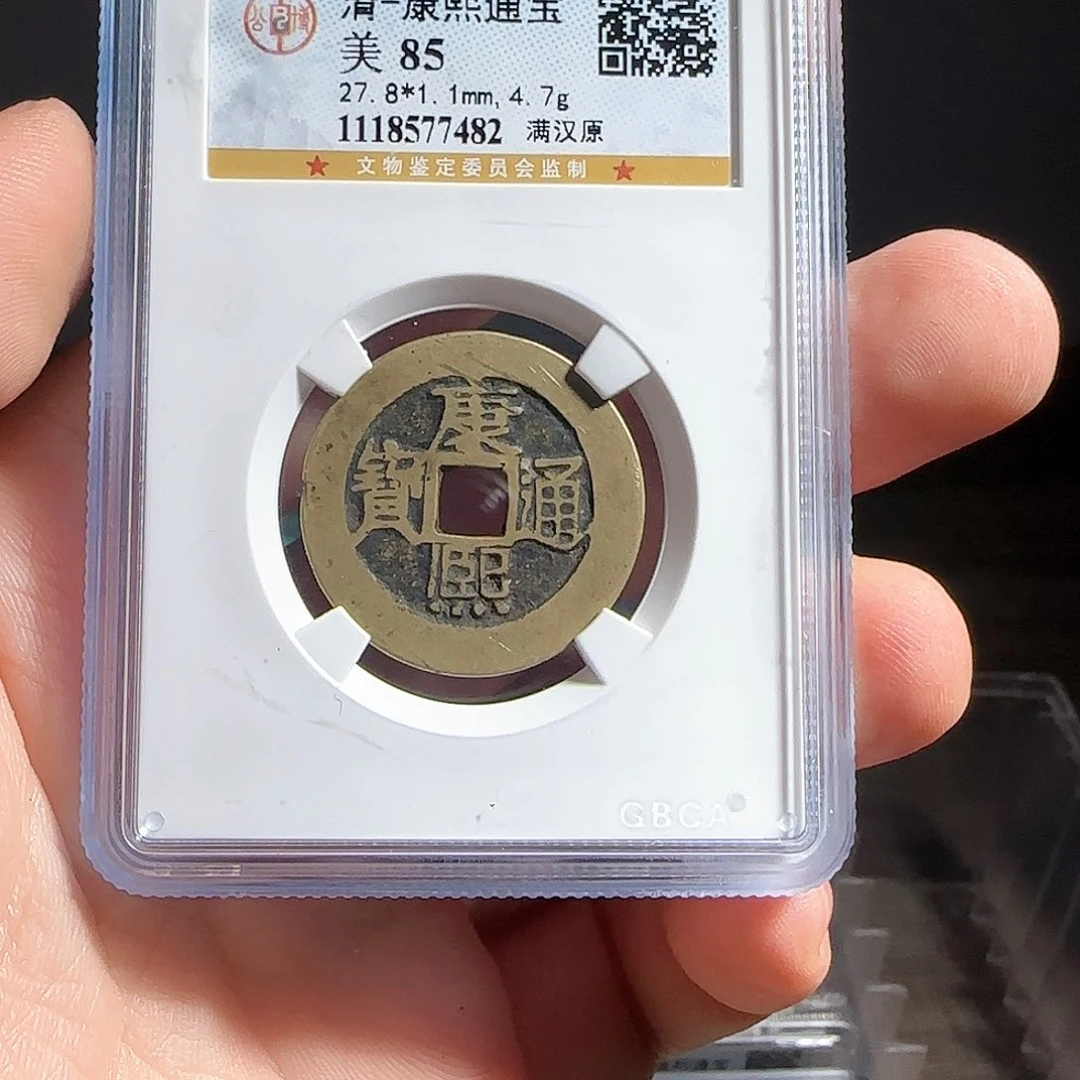 清-康熙通宝
美 85
27.8*1.1mm, 4.7g
1118577482 满汉原
★ 文物鉴定委员会监制 ★
康
寶 通
熙
GBCA